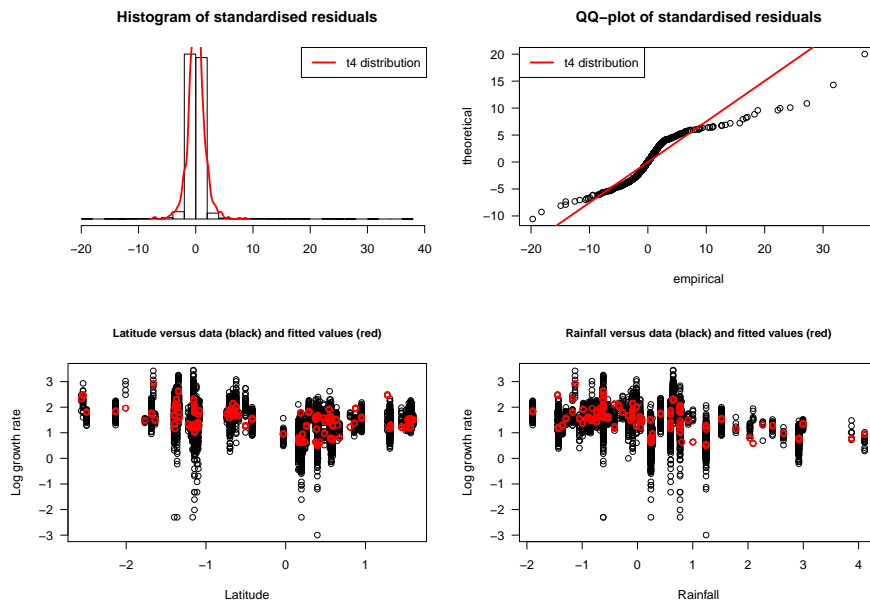 Histogram of standardised residuals
t4 distribution
−20 −10 0 10 20 30 40
QQ−plot of standardised residuals
t4 distribution
theoretical
20
15
10
5
0
−5
−10
−20 −10 0 10 20 30
empirical
Latitude versus data (black) and fitted values (red)
Log growth rate
3
2
1
0
−1
−2
−3
−2 −1 0 1
Latitude
Rainfall versus data (black) and fitted values (red)
Log growth rate
3
2
1
0
−1
−2
−3
−2 −1 0 1 2 3 4
Rainfall